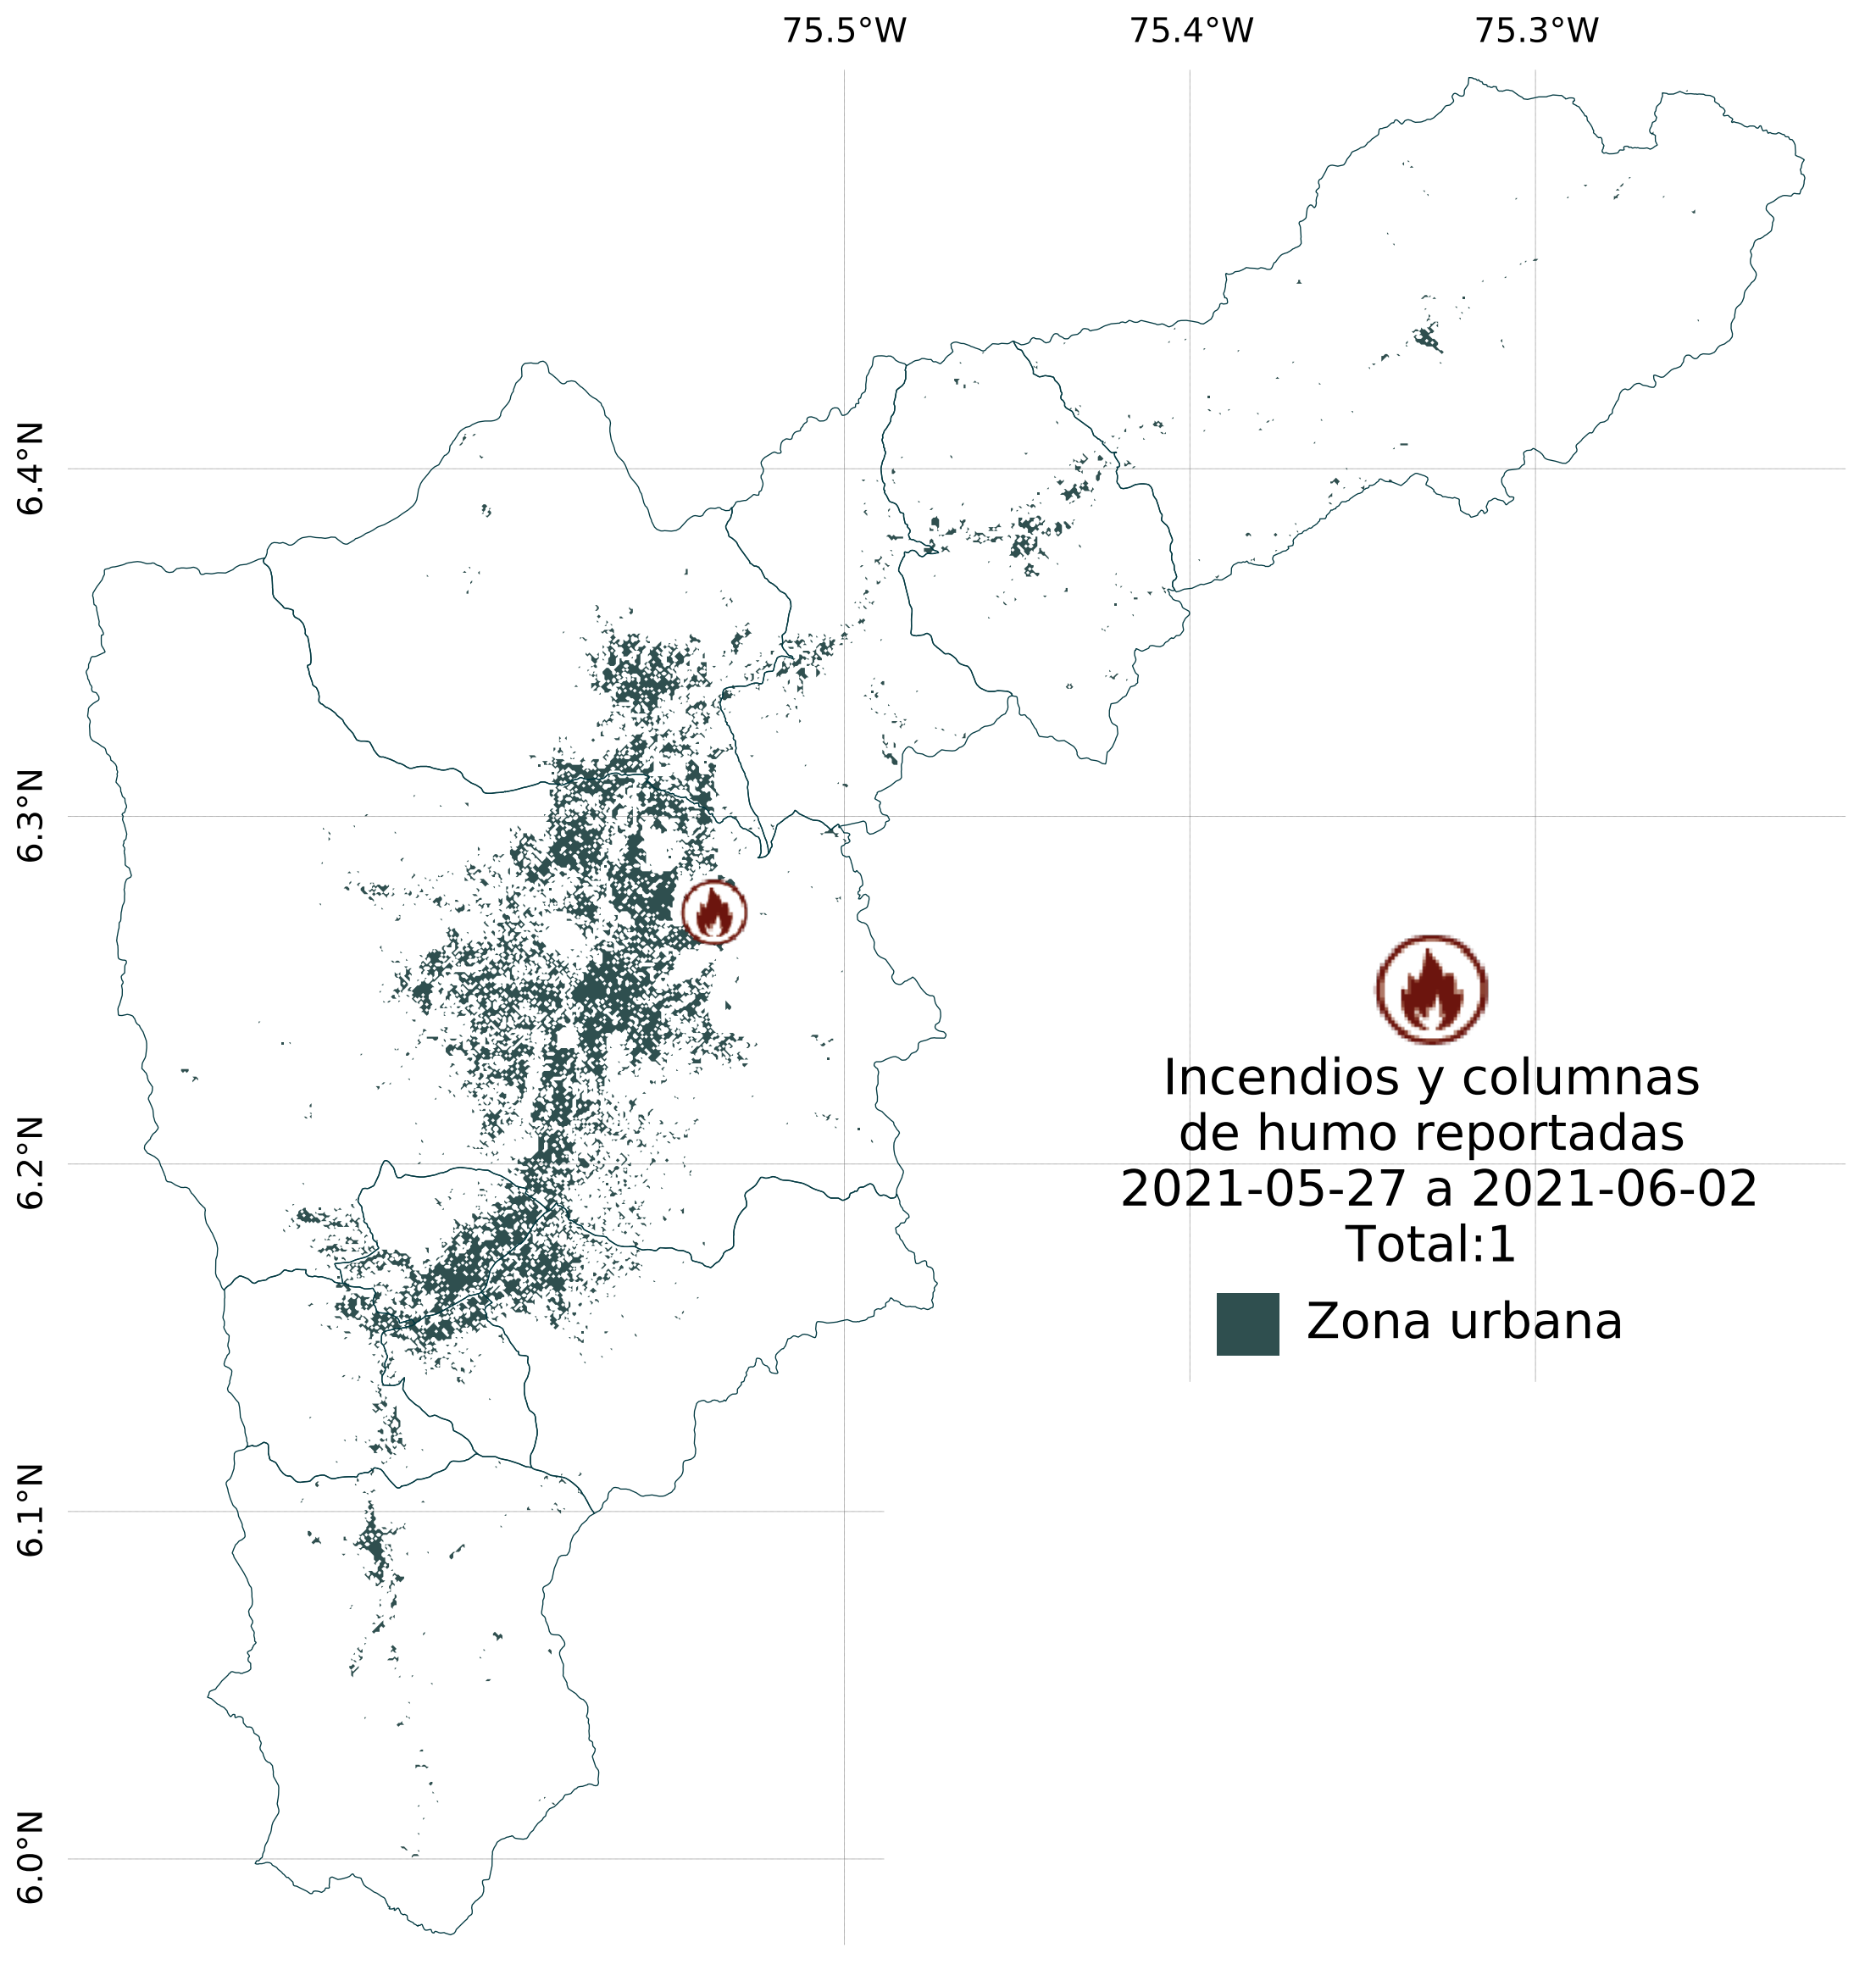 75.5°W 75.4°W 75.3°W
6.4°N
6.3°N
6.2°N
6.1°N
6.0°N
Incendios y columnas
de humo reportadas
2021-05-27 a 2021-06-02
Total:1
Zona urbana